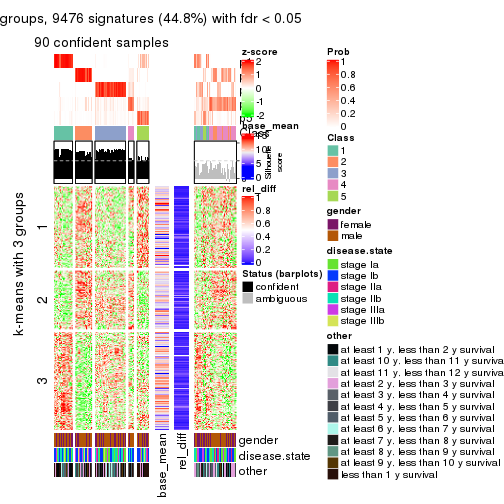 groups, 9476 signatures (44.8%) with fdr < 0.05
90 confident samples
k-means with 3 groups
1
2
3
z-score
2
1
0
-1
-2
base_mean
15
10
5
0
Silhouette
score
rel_diff
1
0.8
0.6
0.4
0.2
0
Status (barplots)
confident
ambiguous
gender
disease.state
other
base_mean
rel_diff
Prob
1
0.8
0.6
0.4
0.2
0
Class
1
2
3
4
5
gender
female
male
disease.state
stage Ia
stage Ib
stage IIa
stage IIb
stage IIIa
stage IIIb
other
at least 1 y. less than 2 y survival
at least 10 y. less than 11 y surviva
at least 11 y. less than 12 y surviva
at least 2 y. less than 3 y survival
at least 3 y. less than 4 y survival
at least 4 y. less than 5 y survival
at least 5 y. less than 6 y survival
at least 6 y. less than 7 y survival
at least 7 y. less than 8 y survival
at least 8 y. less than 9 y survival
at least 9 y. less than 10 y survival
less than 1 y survival